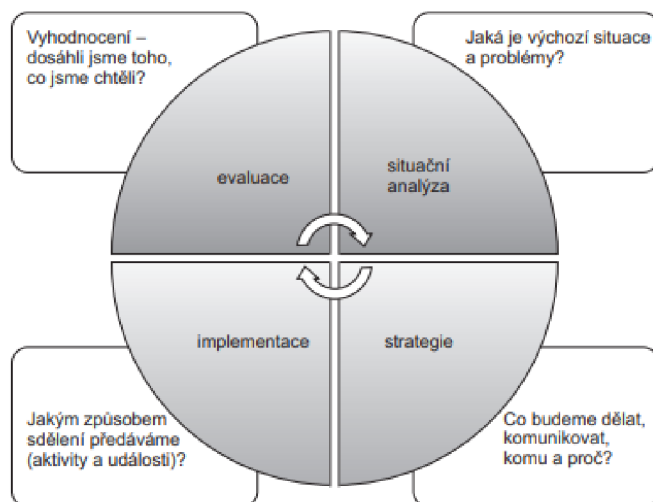 Vyhodnocení –
dosáhli jsme toho,
co jsme chtěli?
Jaká je výchozí situace
a problémy?
evaluace
situační
analýza
implementace
strategie
Jakým způsobem
sdělení předáváme
(aktivity a události)?
Co budeme dělat,
komunikovat,
komu a proč?